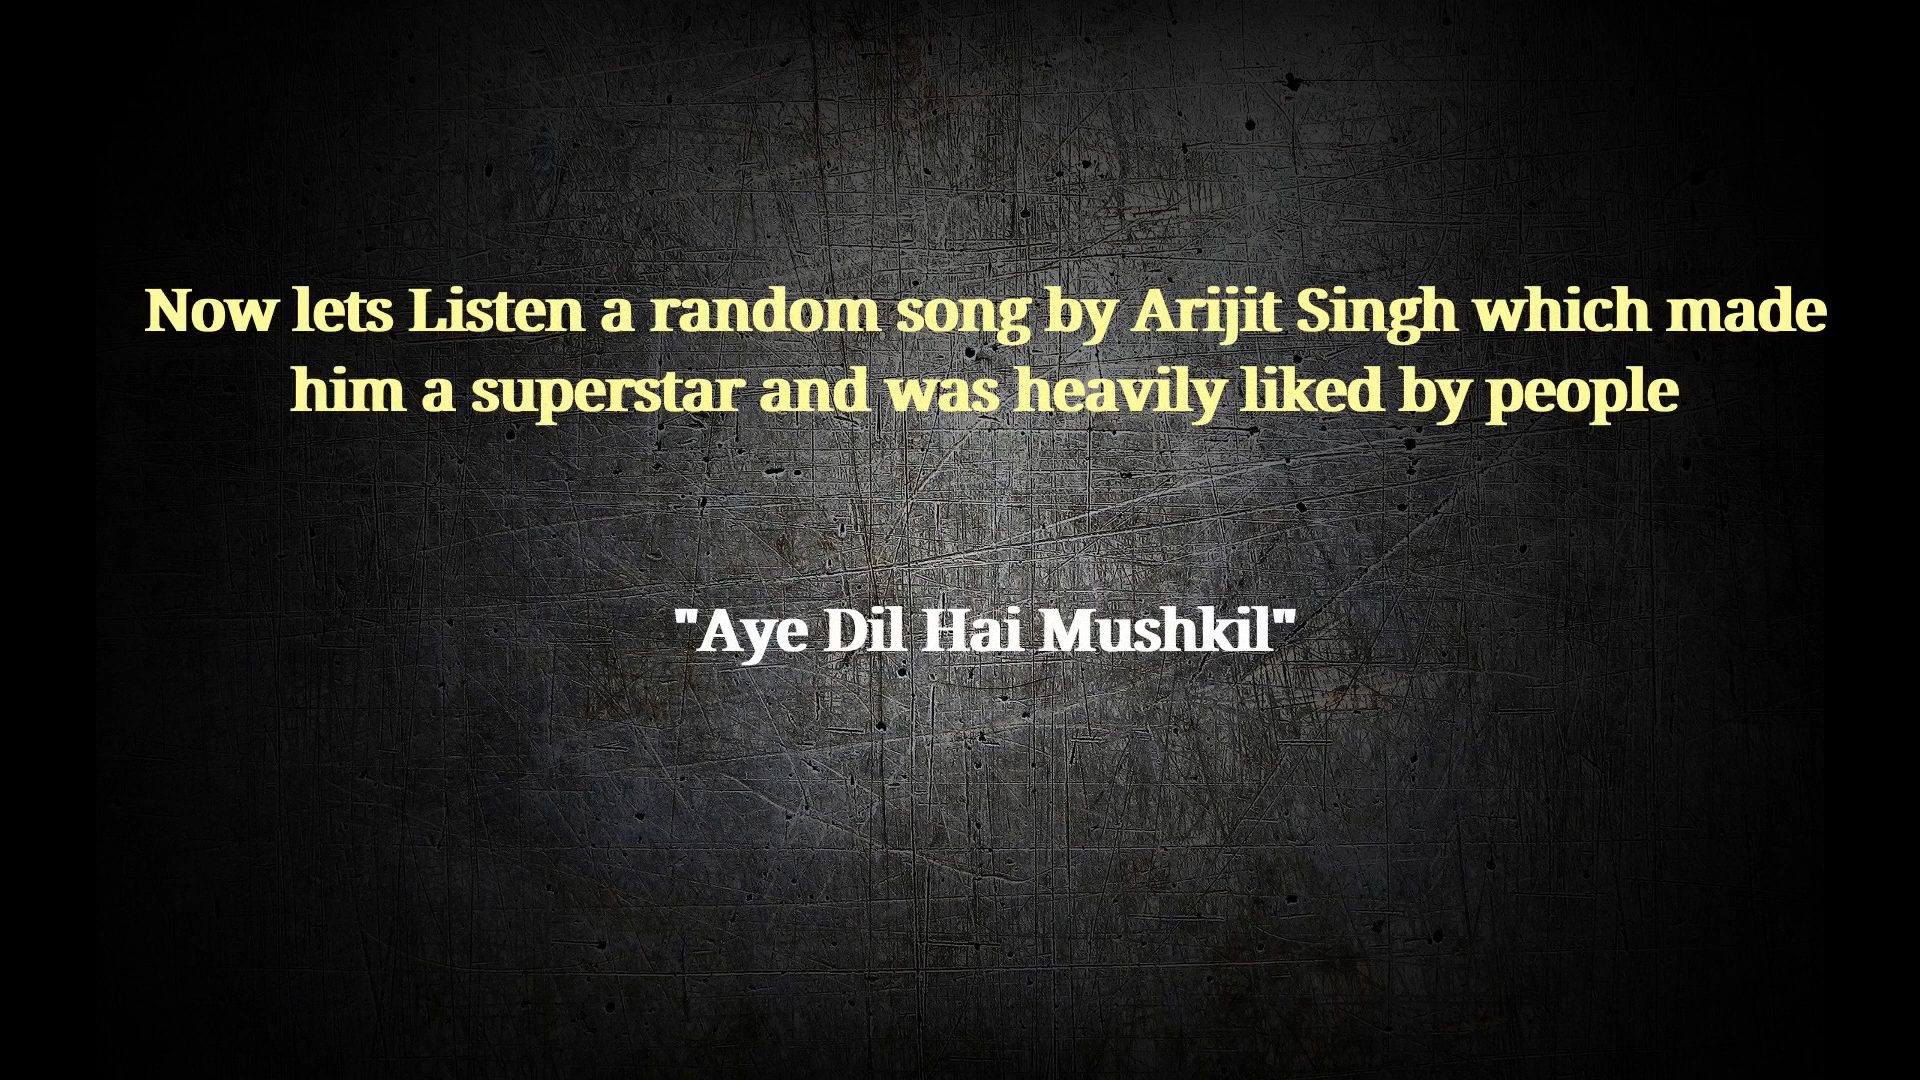 Now lets Listen a random song by Arijit Singh which made
him a superstar and was heavily liked by people
"Aye Dil Hai Mushkil"